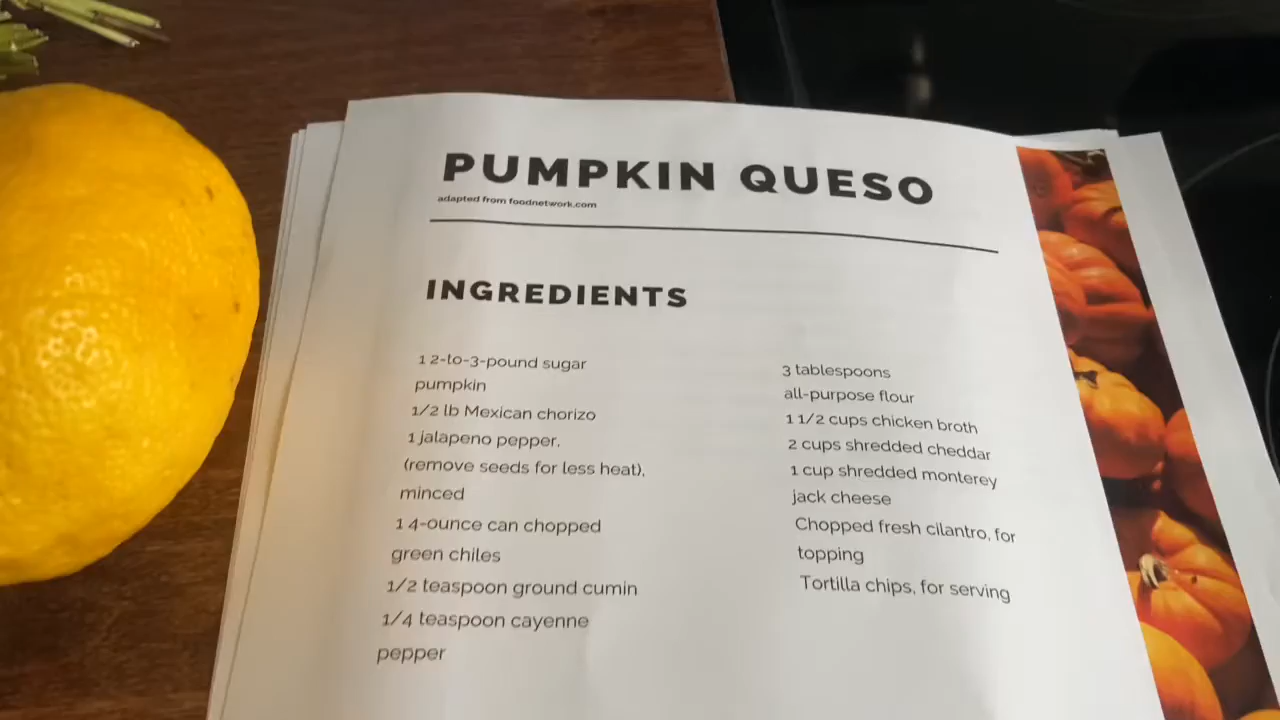 PUMPKIN QUESO
adapted from foodnetwork.com
INGREDIENTS
1 2-to-3-pound sugar
pumpkin
1/2 lb Mexican chorizo
1 jalapeno pepper,
(remove seeds for less heat),
minced
1 4-ounce can chopped
green chiles
1/2 teaspoon ground cumin
1/4 teaspoon cayenne
pepper
3 tablespoons
all-purpose flour
1 1/2 cups chicken broth
2 cups shredded cheddar
1 cup shredded monterey
jack cheese
Chopped fresh cilantro, for
topping
Tortilla chips, for serving